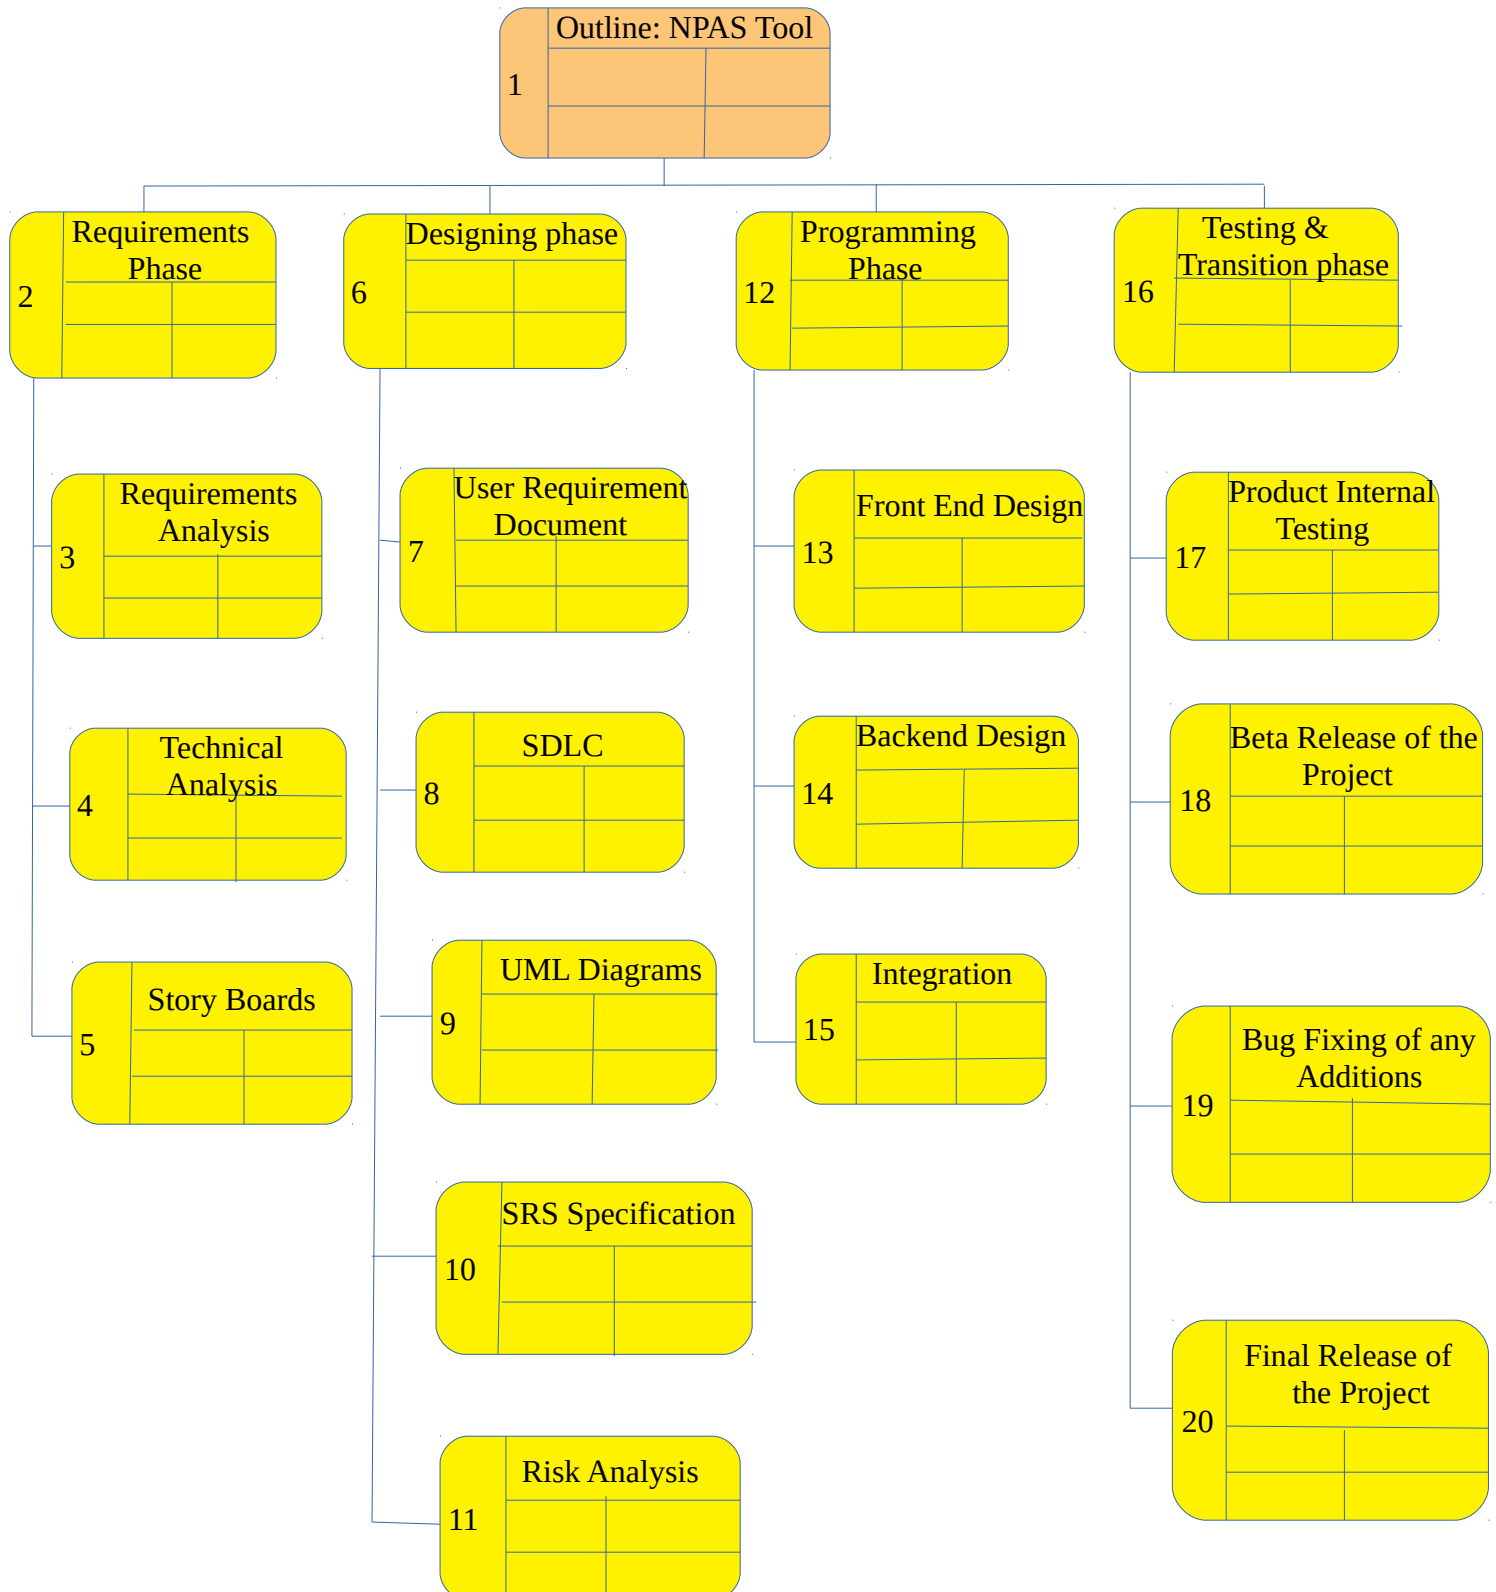 Outline: NPAS Tool
1
Requirements
Phase
2
Requirements
Analysis
3
Technical
Analysis
4
Story Boards
5
Designing phase
6
User Requirement
Document
7
SDLC
8
UML Diagrams
9
SRS Specification
10
Risk Analysis
11
Programming
Phase
12
Front End Design
13
Backend Design
14
Integration
15
Testing &
Transition phase
16
Product Internal
Testing
17
Beta Release of the
Project
18
Bug Fixing of any
Additions
19
Final Release of
the Project
20